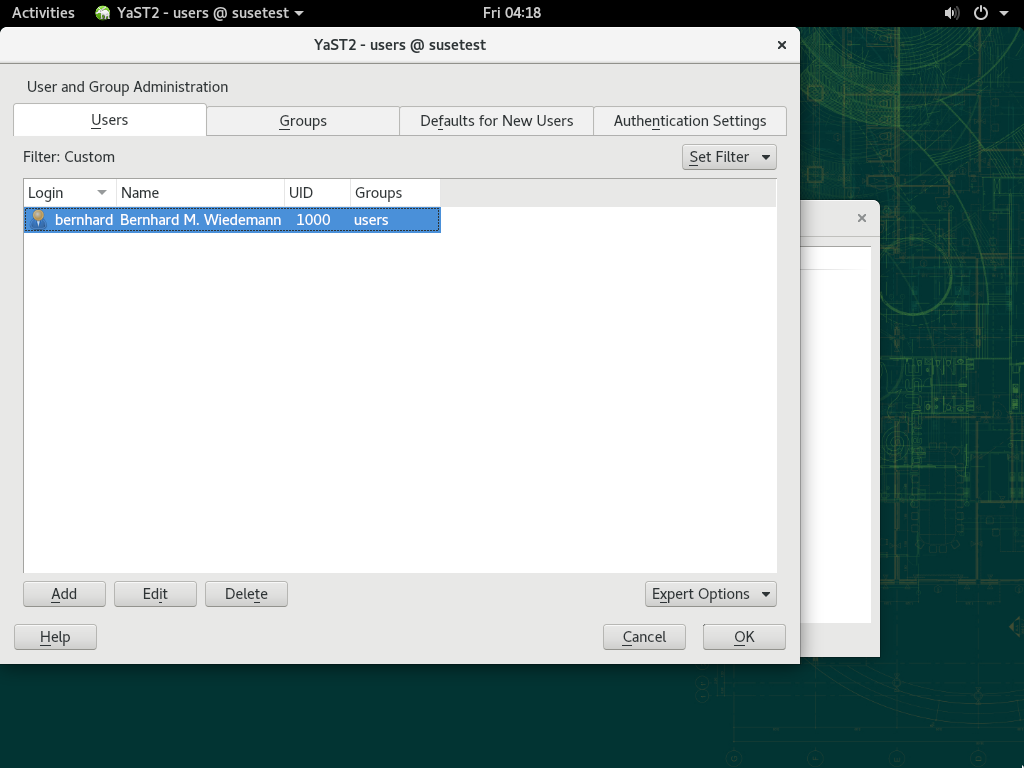 Activities YaST2 - users @ susetest Fri 04:18
YaST2 - users @ susetest
User and Group Administration
Users Groups Defaults for New Users Authentication Settings
Filter: Custom Set Filter
Login Name UID Groups
bernhard Bernhard M. Wiedemann 1000 users
Add Edit Delete Expert Options
Help Cancel OK